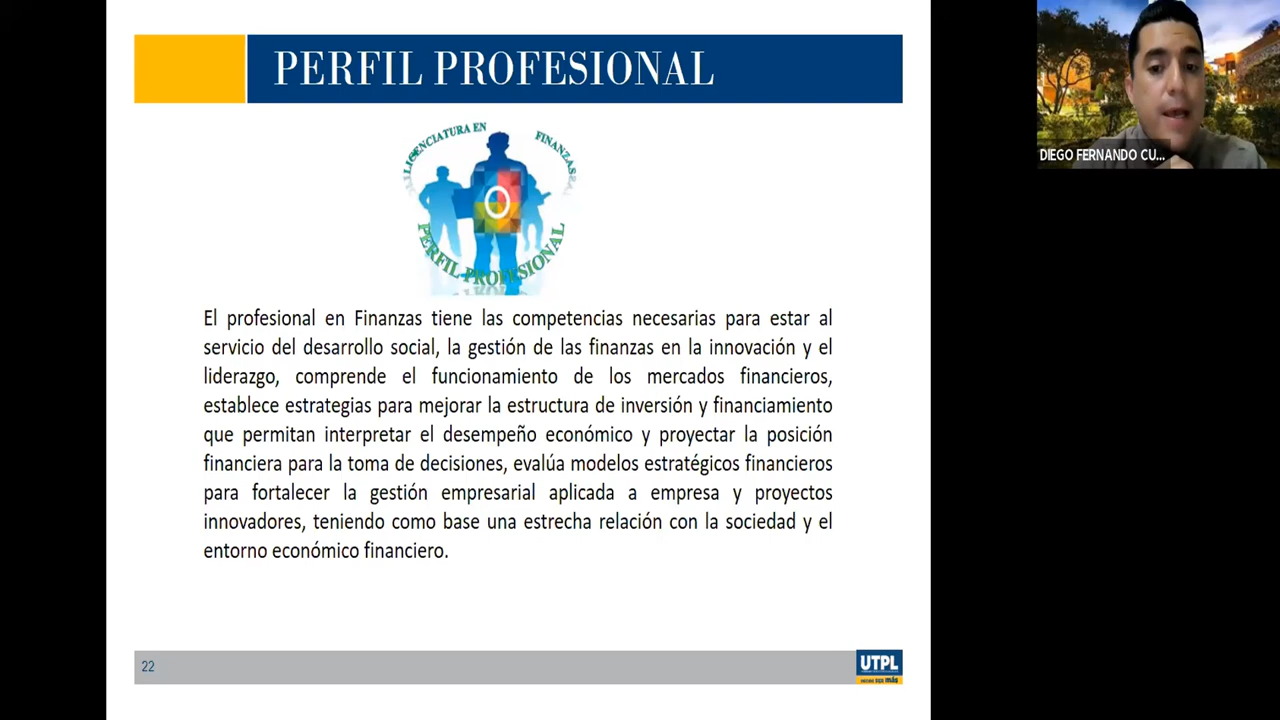 PERFIL PROFESIONAL
LICENCIATURA EN FINANZAS
PERFIL PROFESIONAL
El profesional en Finanzas tiene las competencias necesarias para estar al
servicio del desarrollo social, la gestión de las finanzas en la innovación y el
liderazgo, comprende el funcionamiento de los mercados financieros,
establece estrategias para mejorar la estructura de inversión y financiamiento
que permitan interpretar el desempeño económico y proyectar la posición
financiera para la toma de decisiones, evalúa modelos estratégicos financieros
para fortalecer la gestión empresarial aplicada a empresa y proyectos
innovadores, teniendo como base una estrecha relación con la sociedad y el
entorno económico financiero.
22
UTPL
DECIDE SER más
DIEGO FERNANDO CU...